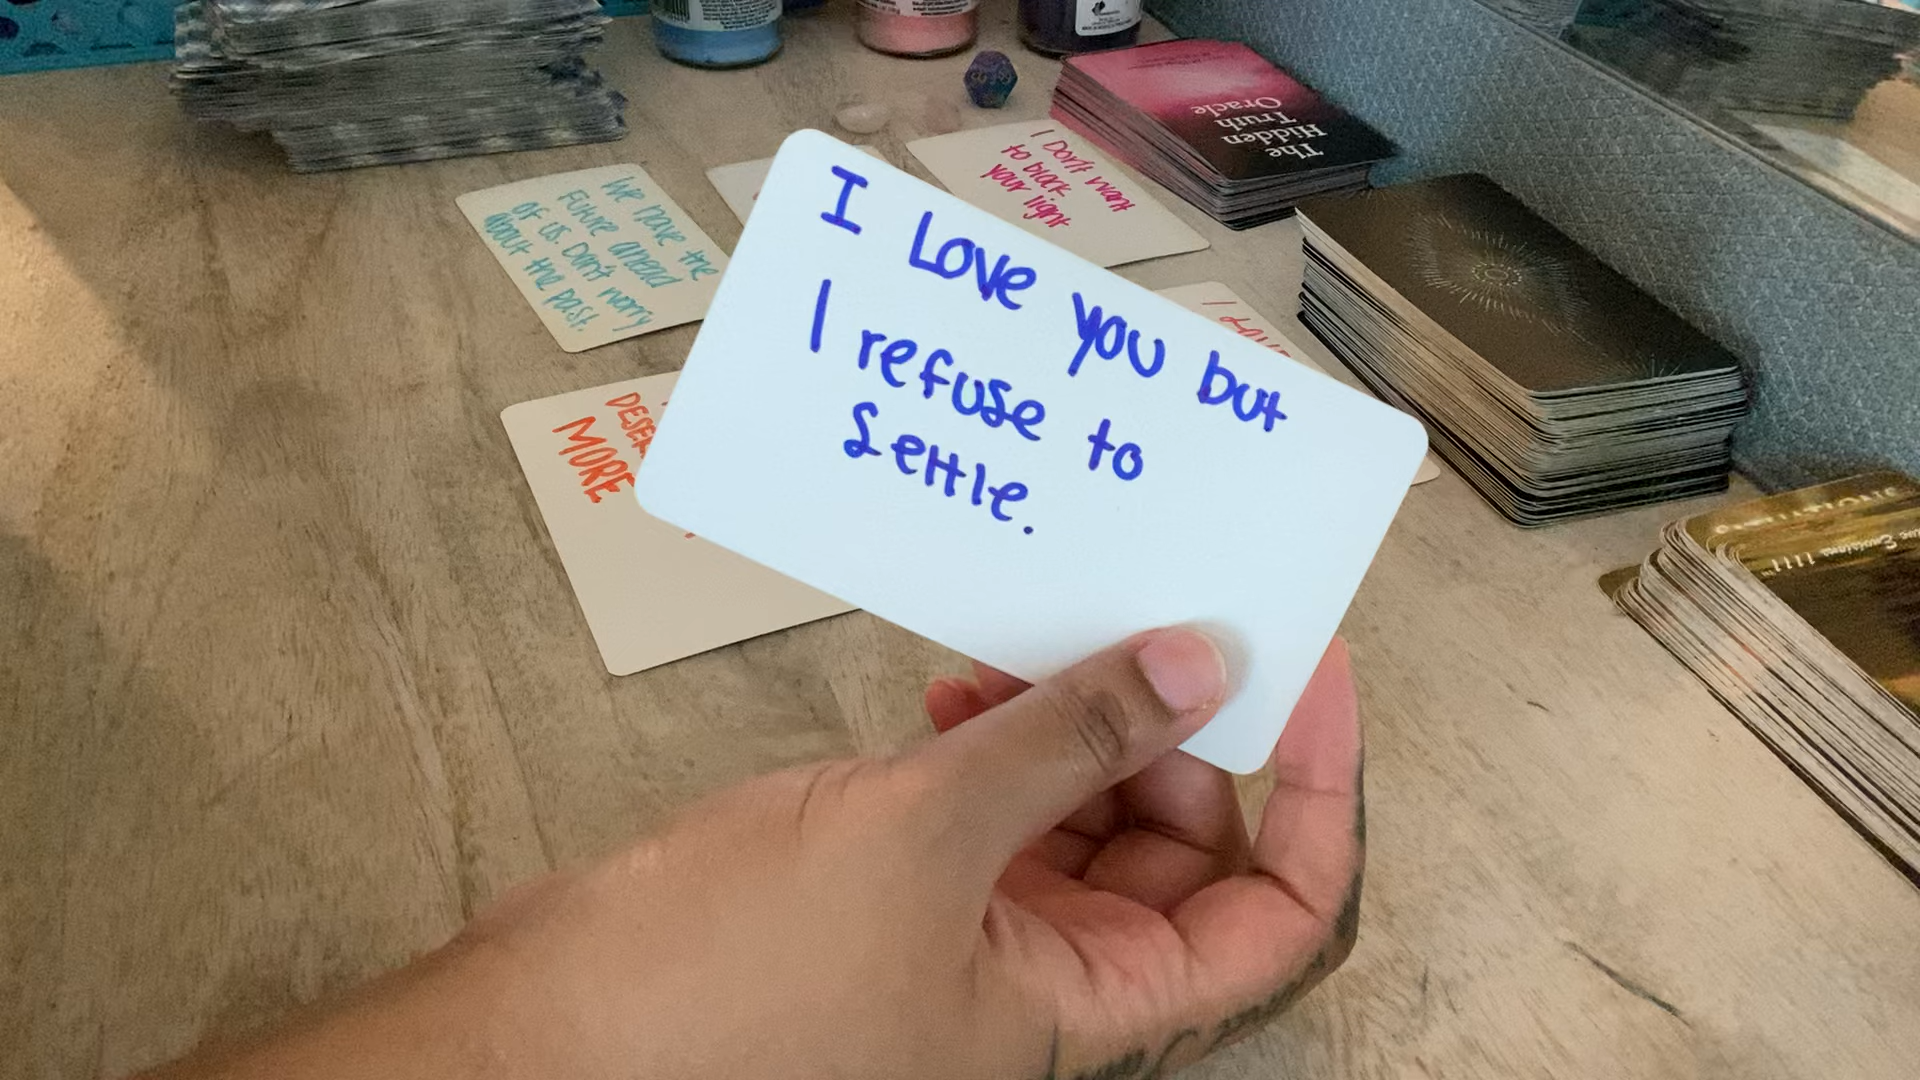 I Love you but
I refuse to
settle.
We have the
Future ahead
of us. Don't worry
about the past.
I Don't want
to block
your light
I LOVE
MORE
The
Hidden
Truth
Oracle